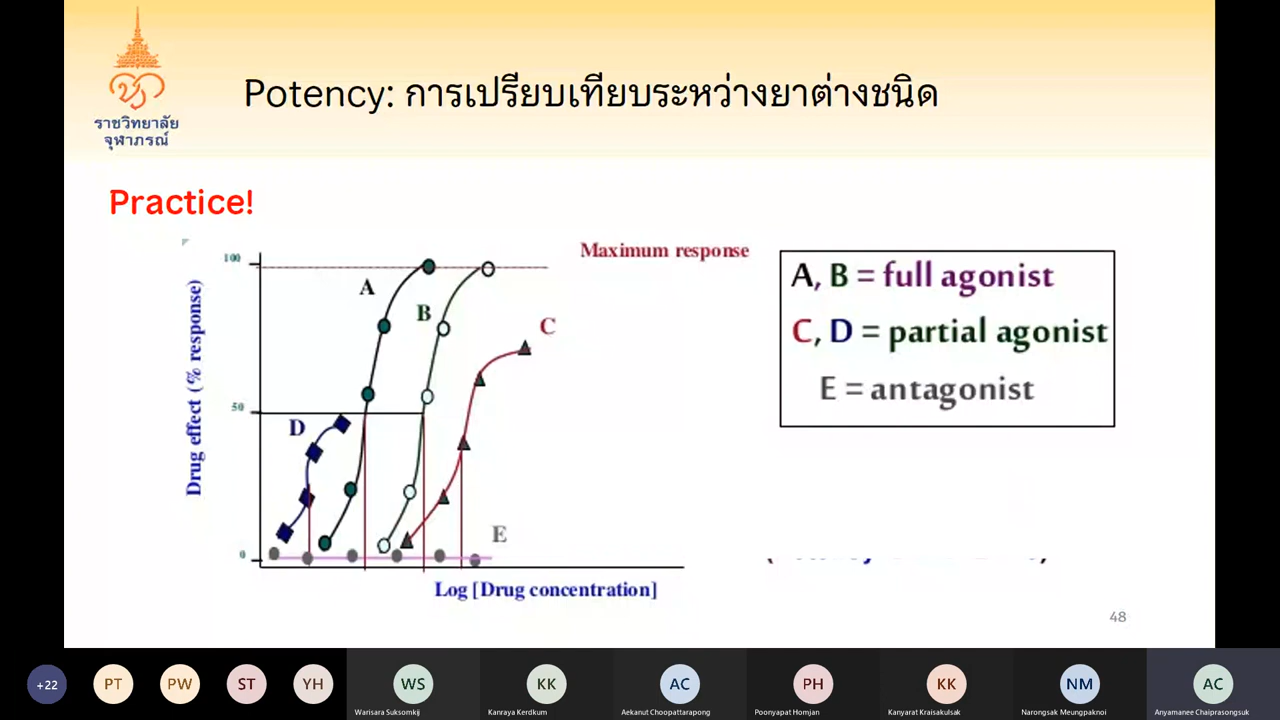 Potency: การเปรียบเทียบระหว่างยาต่างชนิด
ราชวิทยาลัย
จุฬาภรณ์
Practice!
Maximum response
100
50
0
Drug effect (% response)
A
B
C
D
E
Log [Drug concentration]
A, B = full agonist
C, D = partial agonist
E = antagonist
48
+22
PT
PW
ST
YH
WS
Warisara Suksomkij
KK
Kanraya Kerdkum
AC
Aekanut Choopattarapong
PH
Poonyapat Homjan
KK
Kanyarat Kraisakulsak
NM
Narongsak Meungpaknoi
AC
Anyamanee Chaiprasongsuk